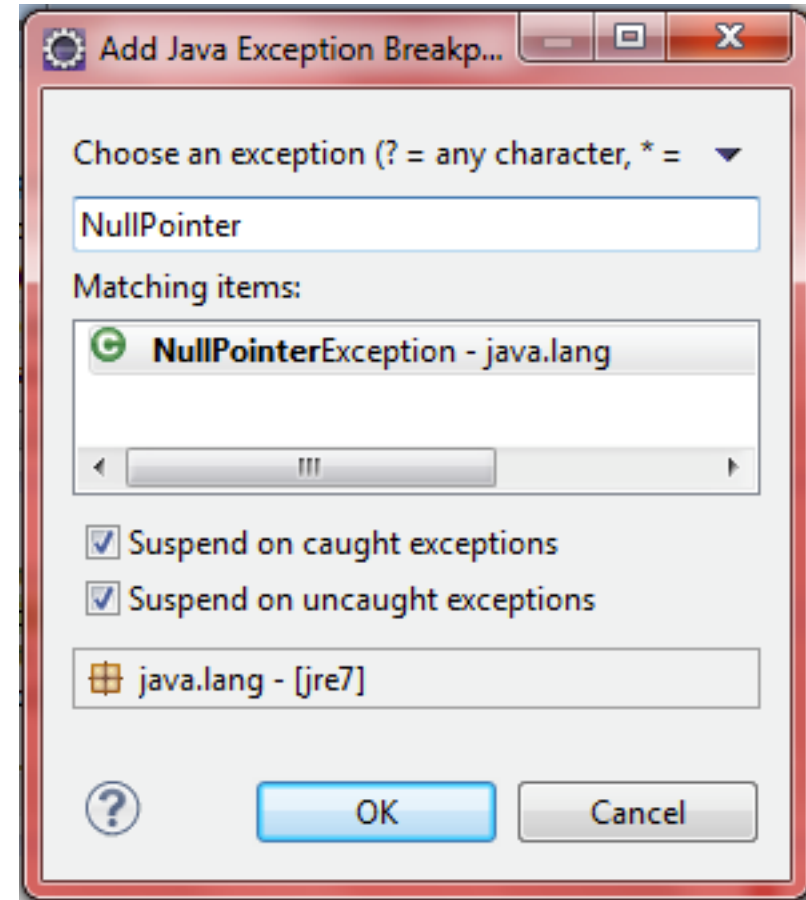 Add Java Exception Breakp...
Choose an exception (? = any character, * =
NullPointer
Matching items:
NullPointerException - java.lang
Suspend on caught exceptions
Suspend on uncaught exceptions
java.lang - [jre7]
OK
Cancel